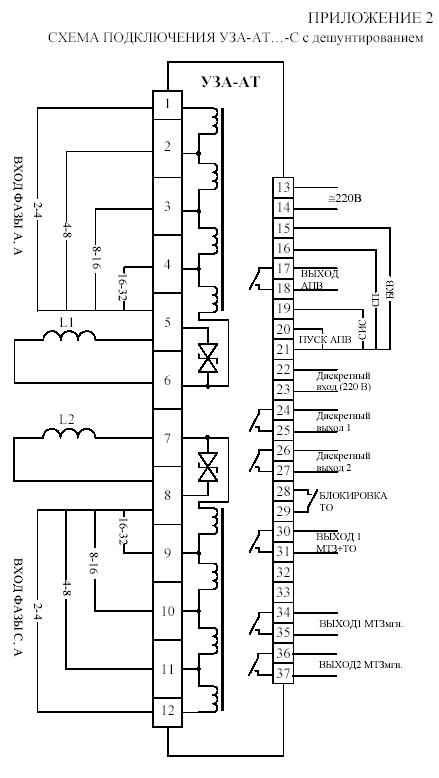 ПРИЛОЖЕНИЕ 2
СХЕМА ПОДКЛЮЧЕНИЯ УЗА-АТ…-С с дешунтированием
УЗА-АТ
1
2
3
4
5
6
7
8
9
10
11
12
ВХОД ФАЗЫ А. А
2-4
4-8
8-16
16-32
L1
L2
16-32
8-16
4-8
2-4
ВХОД ФАЗЫ С. А
13
14
≅220В
15
16
17
18
ВЫХОД
АПВ
19
20
21
ПУСК АПВ
СИС
СП
БКВ
22
23
Дискретный
вход (220 В)
24
25
Дискретный
выход 1
26
27
Дискретный
выход 2
28
29
БЛОКИРОВКА
ТО
30
31
ВЫХОД 1
МТЗ+ТО
32
33
34
35
ВЫХОД1 МТЗмгн.
36
37
ВЫХОД2 МТЗмгн.